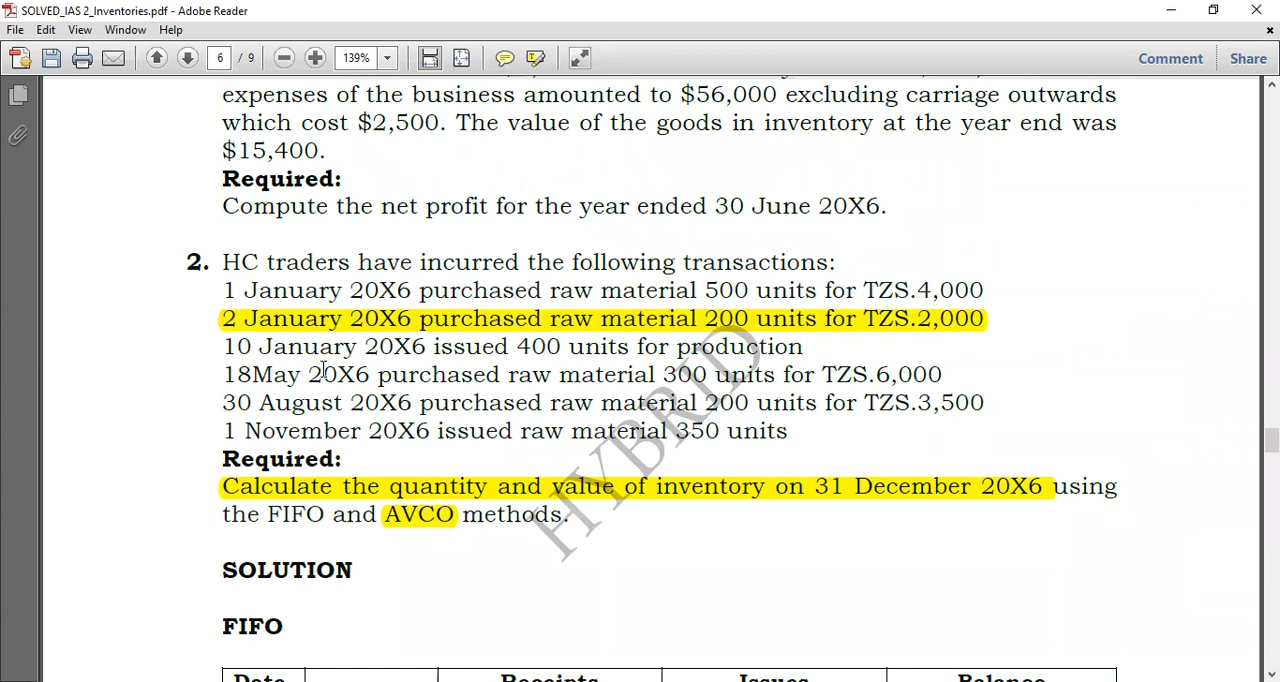 SOLVED_IAS 2_Inventories.pdf - Adobe Reader
File Edit View Window Help
6 / 9 139% Comment Share
expenses of the business amounted to $56,000 excluding carriage outwards
which cost $2,500. The value of the goods in inventory at the year end was
$15,400.
Required:
Compute the net profit for the year ended 30 June 20X6.
2. HC traders have incurred the following transactions:
1 January 20X6 purchased raw material 500 units for TZS.4,000
2 January 20X6 purchased raw material 200 units for TZS.2,000
10 January 20X6 issued 400 units for production
18May 20X6 purchased raw material 300 units for TZS.6,000
30 August 20X6 purchased raw material 200 units for TZS.3,500
1 November 20X6 issued raw material 350 units
Required:
Calculate the quantity and value of inventory on 31 December 20X6 using
the FIFO and AVCO methods.
HYBRID
SOLUTION
FIFO
Date Receipts Issues Balance